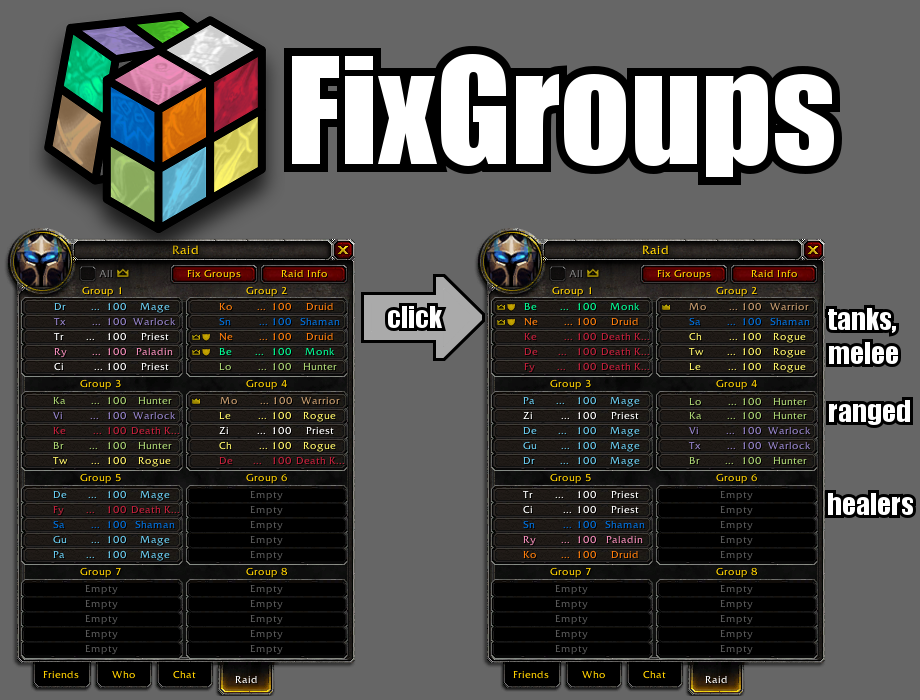 FixGroups
Raid
All
Fix Groups
Raid Info
Group 1
Dr ... 100 Mage
Tx ... 100 Warlock
Tr ... 100 Priest
Ry ... 100 Paladin
Ci ... 100 Priest
Group 2
Ko ... 100 Druid
Sn ... 100 Shaman
Ne ... 100 Druid
Be ... 100 Monk
Lo ... 100 Hunter
Group 3
Ka ... 100 Hunter
Vi ... 100 Warlock
Ke ... 100 Death K...
Br ... 100 Hunter
Tw ... 100 Rogue
Group 4
Mo ... 100 Warrior
Le ... 100 Rogue
Zi ... 100 Priest
Ch ... 100 Rogue
De ... 100 Death K...
Group 5
De ... 100 Mage
Fy ... 100 Death K...
Sa ... 100 Shaman
Gu ... 100 Mage
Pa ... 100 Mage
Group 6
Empty
Empty
Empty
Empty
Empty
Group 7
Empty
Empty
Empty
Empty
Empty
Group 8
Empty
Empty
Empty
Empty
Empty
Friends
Who
Chat
Raid
click
Raid
All
Fix Groups
Raid Info
Group 1
Be ... 100 Monk
Ne ... 100 Druid
Ke ... 100 Death K...
De ... 100 Death K...
Fy ... 100 Death K...
Group 2
Mo ... 100 Warrior
Sa ... 100 Shaman
Ch ... 100 Rogue
Tw ... 100 Rogue
Le ... 100 Rogue
tanks,
melee
Group 3
Pa ... 100 Mage
Zi ... 100 Priest
De ... 100 Mage
Gu ... 100 Mage
Dr ... 100 Mage
Group 4
Lo ... 100 Hunter
Ka ... 100 Hunter
Vi ... 100 Warlock
Tx ... 100 Warlock
Br ... 100 Hunter
ranged
Group 5
Tr ... 100 Priest
Ci ... 100 Priest
Sn ... 100 Shaman
Ry ... 100 Paladin
Ko ... 100 Druid
Group 6
Empty
Empty
Empty
Empty
Empty
healers
Group 7
Empty
Empty
Empty
Empty
Empty
Group 8
Empty
Empty
Empty
Empty
Empty
Friends
Who
Chat
Raid